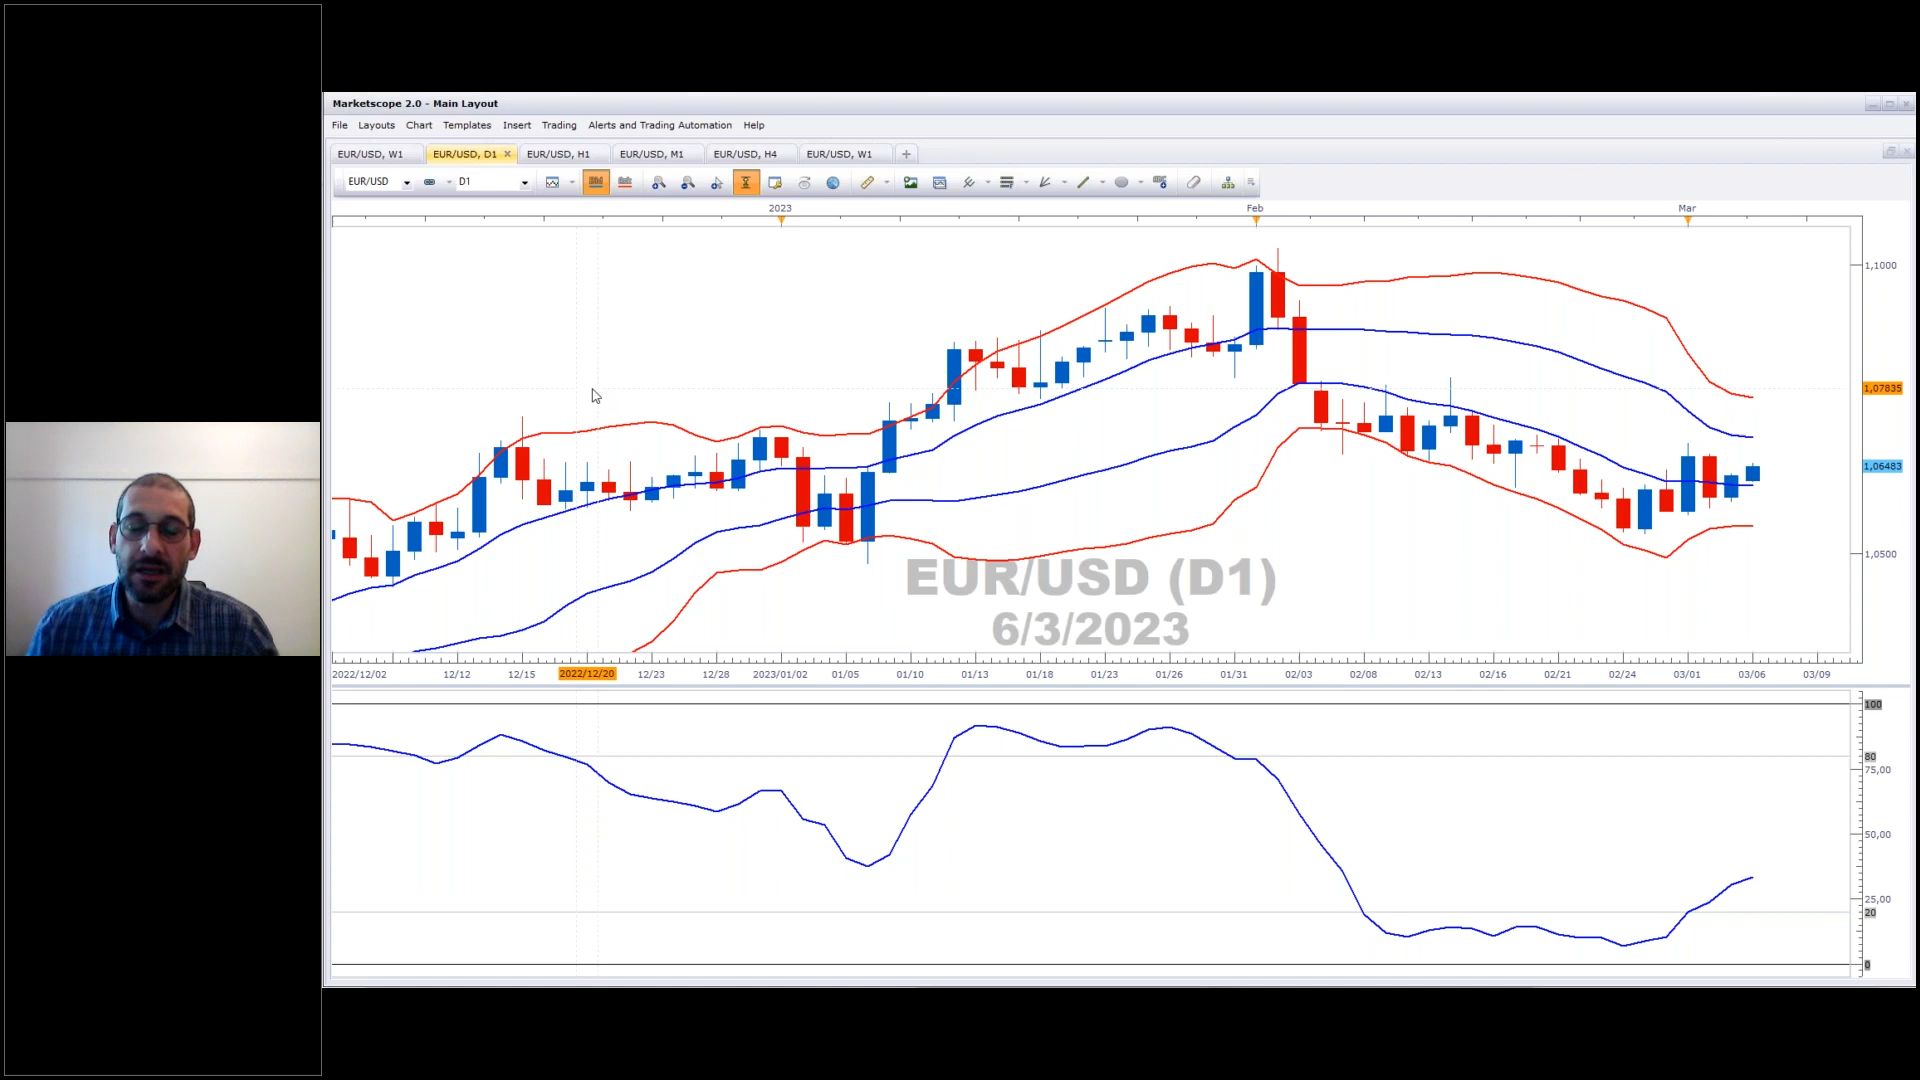 Marketscope 2.0 - Main Layout
File Layouts Chart Templates Insert Trading Alerts and Trading Automation Help
EUR/USD, W1 EUR/USD, D1 EUR/USD, H1 EUR/USD, M1 EUR/USD, H4 EUR/USD, W1
EUR/USD D1
2023 Feb Mar
1,1000
1,07835
1,06483
1,0500
EUR/USD (D1)
6/3/2023
2022/12/02 12/12 12/15 2022/12/20 12/23 12/28 2023/01/02 01/05 01/10 01/13 01/18 01/23 01/26 01/31 02/03 02/08 02/13 02/16 02/21 02/24 03/01 03/06 03/09
100
80
75,00
50,00
25,00
20
0